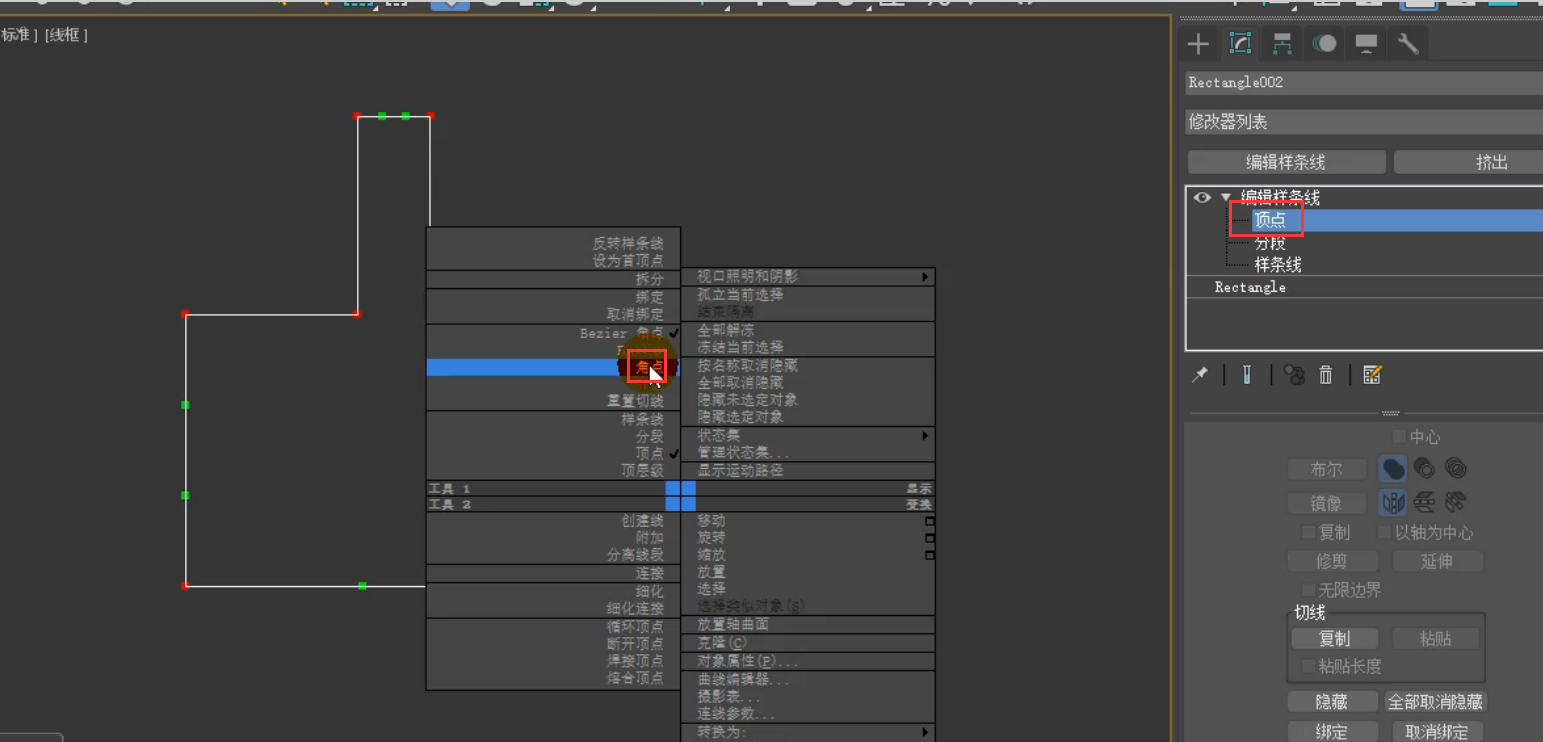 标准 ] [线框 ]
Rectangle002
修改器列表
编辑样条线
挤出
编辑样条线
顶点
分段
样条线
Rectangle
反转样条线
设为首顶点
拆分
绑定
取消绑定
Bezier 角点
角点
重置切线
样条线
分段
顶点
顶层级
工具 1
工具 2
创建线
附加
分离线段
连接
细化
细化连接
循环顶点
断开顶点
焊接顶点
熔合顶点
视口照明和阴影
孤立当前选择
结束隔离
全部解冻
冻结当前选择
按名称取消隐藏
全部取消隐藏
隐藏未选定对象
隐藏选定对象
状态集
管理状态集...
显示运动路径
显示
变换
移动
旋转
缩放
放置
选择
选择类似对象(S)
放置轴曲面
克隆(C)
对象属性(P)...
曲线编辑器...
摄影表...
连线参数...
转换为:
中心
布尔
镜像
复制
以轴为中心
修剪
延伸
无限边界
切线
复制
粘贴
粘贴长度
隐藏
全部取消隐藏
绑定
取消绑定